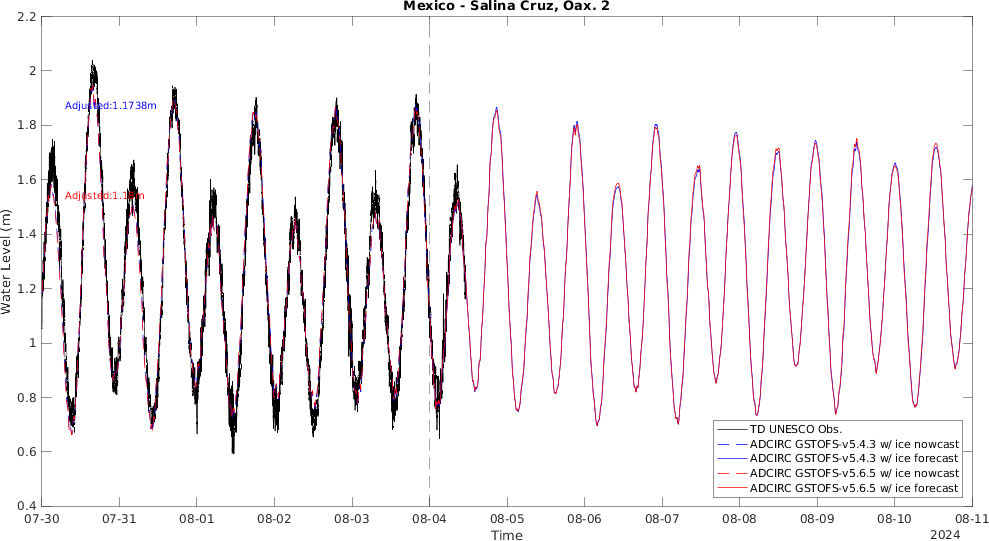 Mexico - Salina Cruz, Oax. 2
2.2
2
1.8
1.6
1.4
1.2
1
0.8
0.6
0.4
Water Level (m)
Adjusted:1.1738m
TD UNESCO Obs.
ADCIRC GSTOFS-v5.4.3 w/ ice nowcast
ADCIRC GSTOFS-v5.4.3 w/ ice forecast
ADCIRC GSTOFS-v5.6.5 w/ ice nowcast
ADCIRC GSTOFS-v5.6.5 w/ ice forecast
07-30 07-31 08-01 08-02 08-03 08-04 08-05 08-06 08-07 08-08 08-09 08-10 08-11
Time
2024